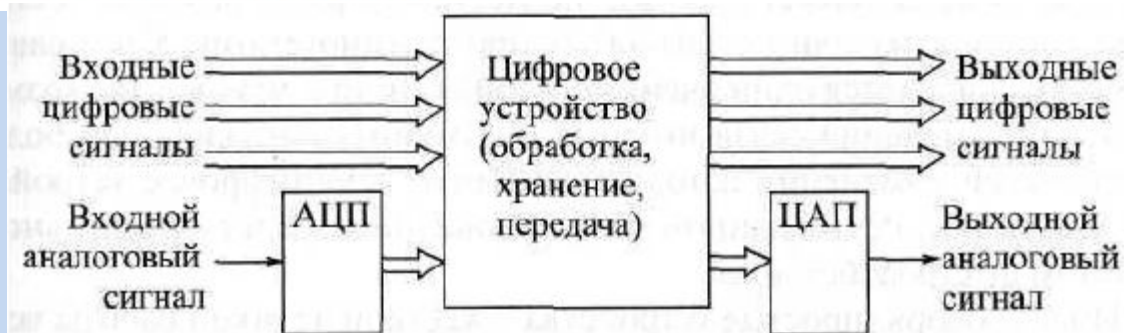 Входные
цифровые
сигналы
Входной
аналоговый
сигнал
АЦП
Цифровое
устройство
(обработка,
хранение,
передача)
ЦАП
Выходные
цифровые
сигналы
Выходной
аналоговый
сигнал